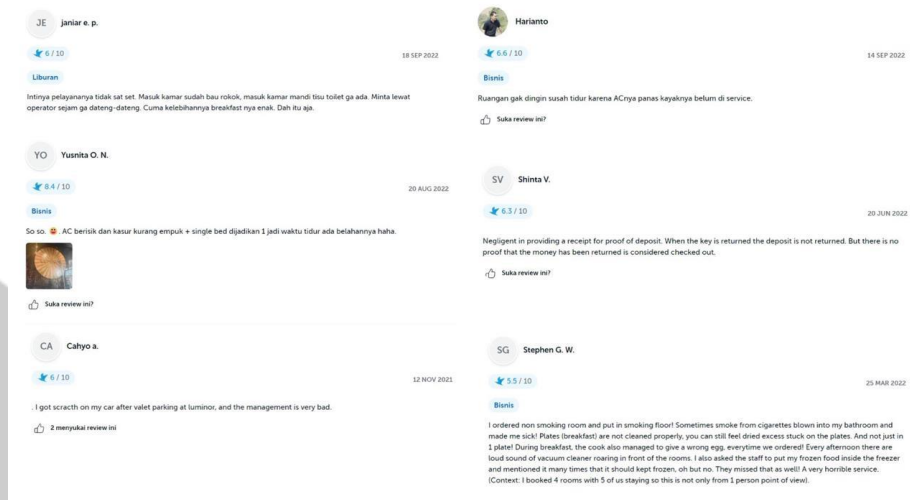 JE janiar e. p.
6 / 10
18 SEP 2022
Liburan
Intinya pelayananya tidak sat set. Masuk kamar sudah bau rokok, masuk kamar mandi tisu toilet ga ada. Minta lewat
operator sejam ga dateng-dateng. Cuma kelebihannya breakfast nya enak. Dah itu aja.
YO Yusnita O. N.
8.4 / 10
20 AUG 2022
Bisnis
So so. . AC berisik dan kasur kurang empuk + single bed dijadikan 1 jadi waktu tidur ada belahannya haha.
Suka review ini?
CA Cahyo a.
6 / 10
12 NOV 2021
. I got scracth on my car after valet parking at luminor, and the management is very bad.
2 menyukai review ini
Harianto
6.6 / 10
14 SEP 2022
Bisnis
Ruangan gak dingin susah tidur karena ACnya panas kayaknya belum di service.
Suka review ini?
SV Shinta V.
6.3 / 10
20 JUN 2022
Negligent in providing a receipt for proof of deposit. When the key is returned the deposit is not returned. But there is no
proof that the money has been returned is considered checked out.
Suka review ini?
SG Stephen G. W.
5.5 / 10
25 MAR 2022
Bisnis
I ordered non smoking room and put in smoking floor! Sometimes smoke from cigarettes blown into my bathroom and
made me sick! Plates (breakfast) are not cleaned properly, you can still feel dried excess stuck on the plates. And not just in
1 plate! During breakfast, the cook also managed to give a wrong egg, everytime we ordered! Every afternoon there are
loud sound of vacuum cleaner roaring in front of the rooms. I also asked the staff to put my frozen food inside the freezer
and mentioned it many times that it should kept frozen, oh but no. They missed that as well! A very horrible service.
(Context: I booked 4 rooms with 5 of us staying so this is not only from 1 person point of view).